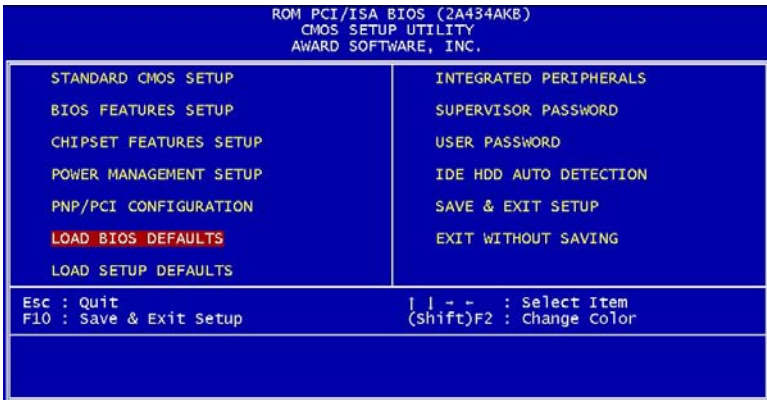 ROM PCI/ISA BIOS (2A434AKB)
CMOS SETUP UTILITY
AWARD SOFTWARE, INC.
STANDARD CMOS SETUP
BIOS FEATURES SETUP
CHIPSET FEATURES SETUP
POWER MANAGEMENT SETUP
PNP/PCI CONFIGURATION
LOAD BIOS DEFAULTS
LOAD SETUP DEFAULTS
INTEGRATED PERIPHERALS
SUPERVISOR PASSWORD
USER PASSWORD
IDE HDD AUTO DETECTION
SAVE & EXIT SETUP
EXIT WITHOUT SAVING
Esc : Quit
F10 : Save & Exit Setup
↑ ↓ → ← : Select Item
(Shift)F2 : Change Color